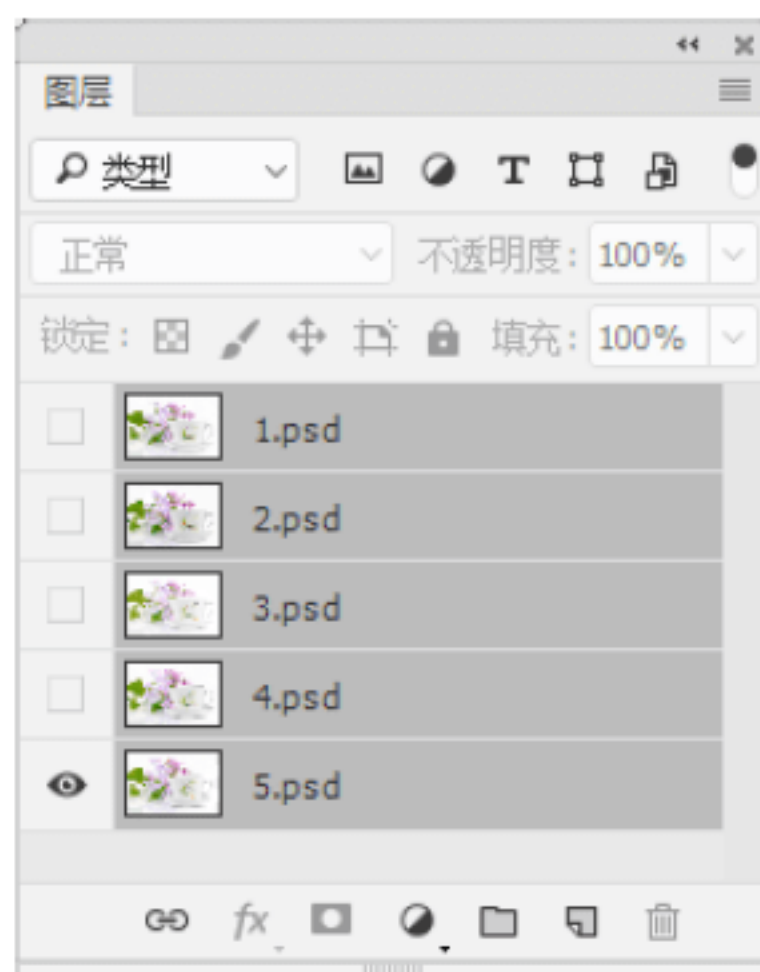 图层
类型 T
正常 不透明度: 100%
锁定: 填充: 100%
1.psd
2.psd
3.psd
4.psd
5.psd
fx